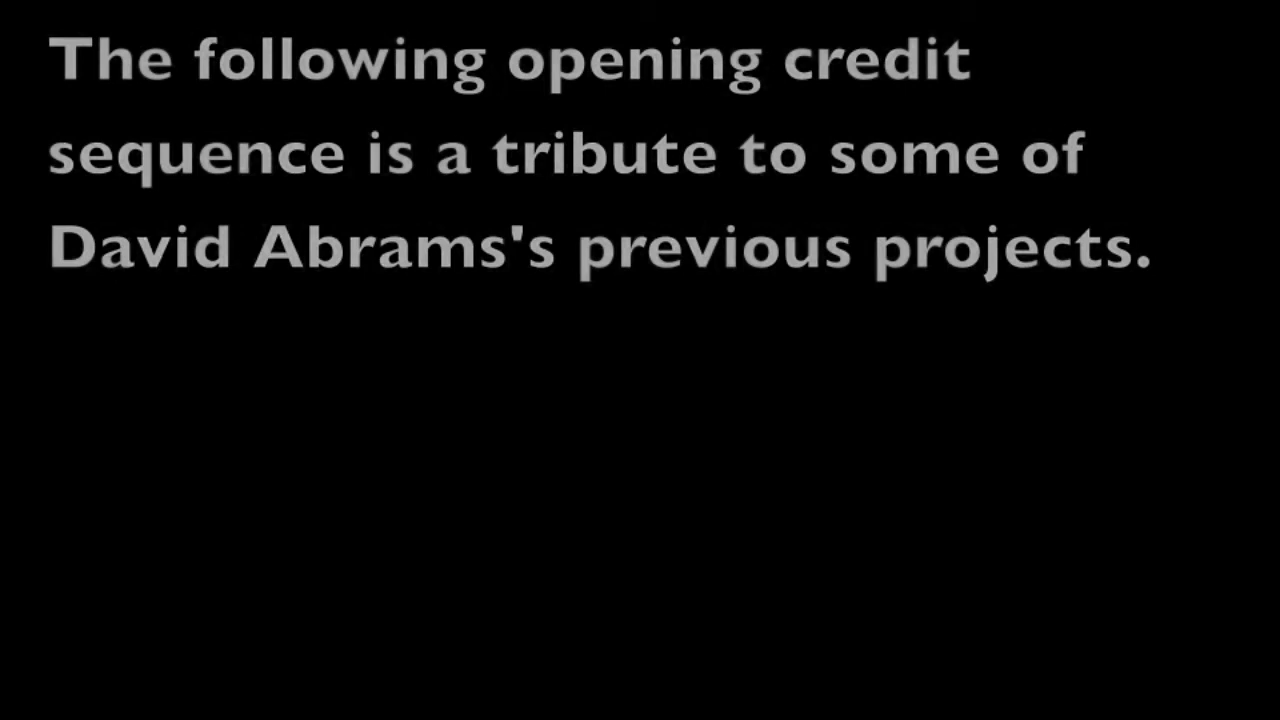 The following opening credit
sequence is a tribute to some of
David Abrams's previous projects.